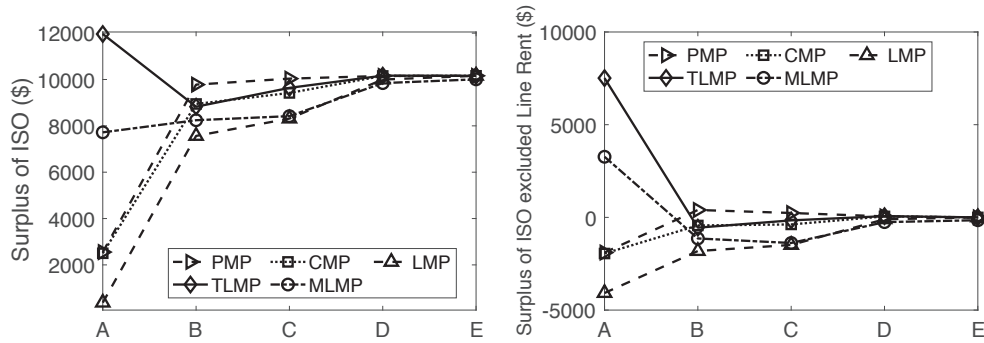 Surplus of ISO ($)
12000
10000
8000
6000
4000
2000
PMP CMP LMP
TLMP MLMP
A B C D E
Surplus of ISO excluded Line Rent ($)
10000
5000
0
-5000
PMP CMP LMP
TLMP MLMP
A B C D E